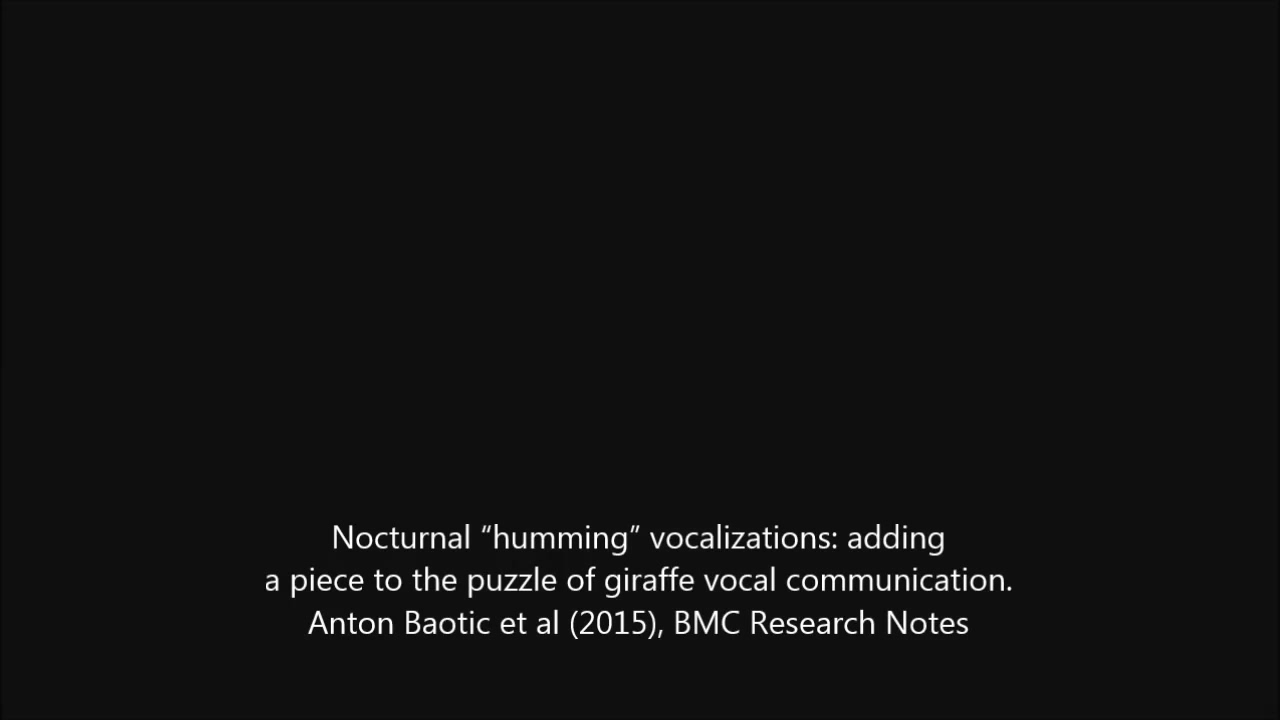 Nocturnal “humming” vocalizations: adding
a piece to the puzzle of giraffe vocal communication.
Anton Baotic et al (2015), BMC Research Notes